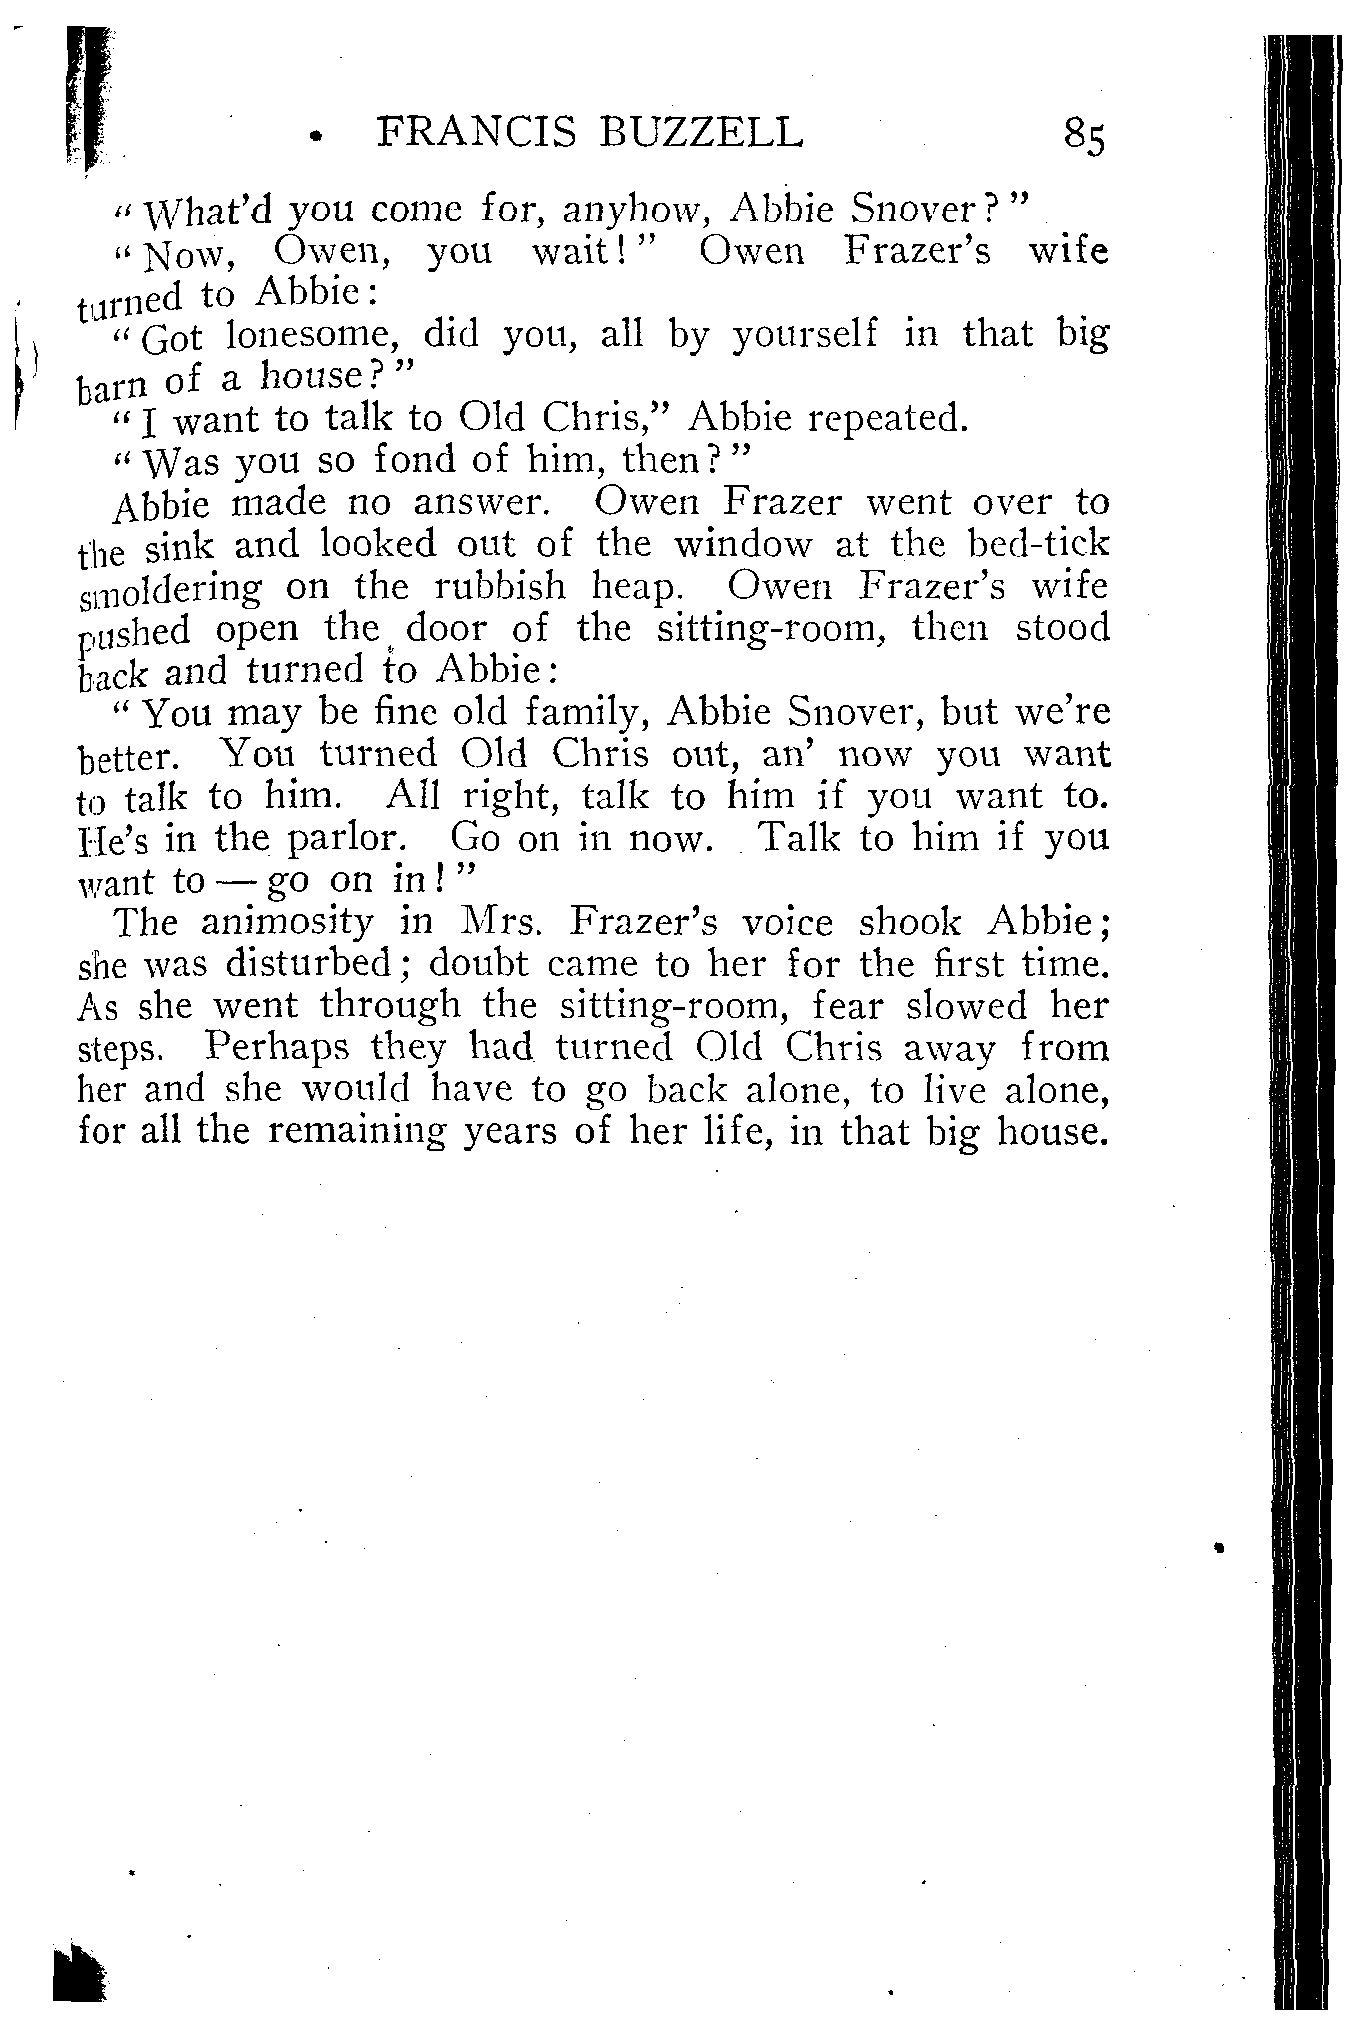 FRANCIS BUZZELL 85
“What’d you come for, anyhow, Abbie Snover?”
“Now, Owen, you wait!” Owen Frazer’s wife
turned to Abbie:
“Got lonesome, did you, all by yourself in that big
barn of a house?”
“I want to talk to Old Chris,” Abbie repeated.
“Was you so fond of him, then?”
Abbie made no answer. Owen Frazer went over to
the sink and looked out of the window at the bed-tick
smoldering on the rubbish heap. Owen Frazer’s wife
pushed open the door of the sitting-room, then stood
back and turned to Abbie:
“You may be fine old family, Abbie Snover, but we’re
better. You turned Old Chris out, an’ now you want
to talk to him. All right, talk to him if you want to.
He’s in the parlor. Go on in now. Talk to him if you
want to — go on in!”
The animosity in Mrs. Frazer’s voice shook Abbie;
she was disturbed; doubt came to her for the first time.
As she went through the sitting-room, fear slowed her
steps. Perhaps they had turned Old Chris away from
her and she would have to go back alone, to live alone,
for all the remaining years of her life, in that big house.